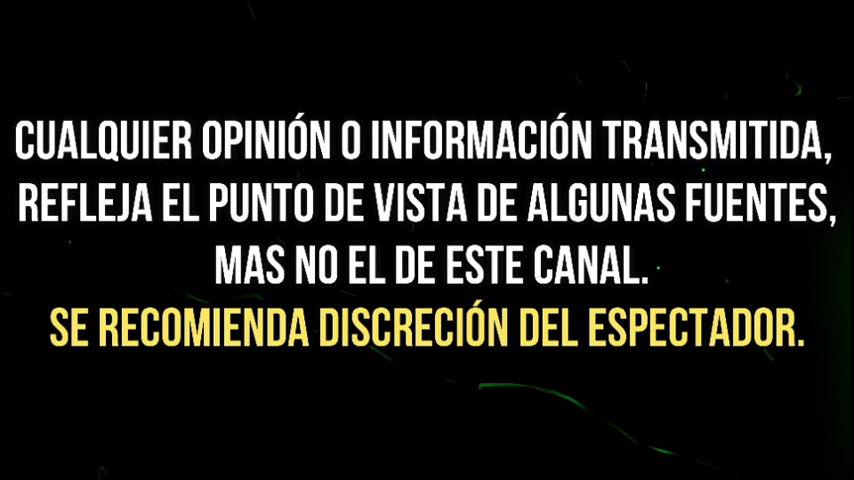 CUALQUIER OPINIÓN O INFORMACIÓN TRANSMITIDA,
REFLEJA EL PUNTO DE VISTA DE ALGUNAS FUENTES,
MAS NO EL DE ESTE CANAL.
SE RECOMIENDA DISCRECIÓN DEL ESPECTADOR.